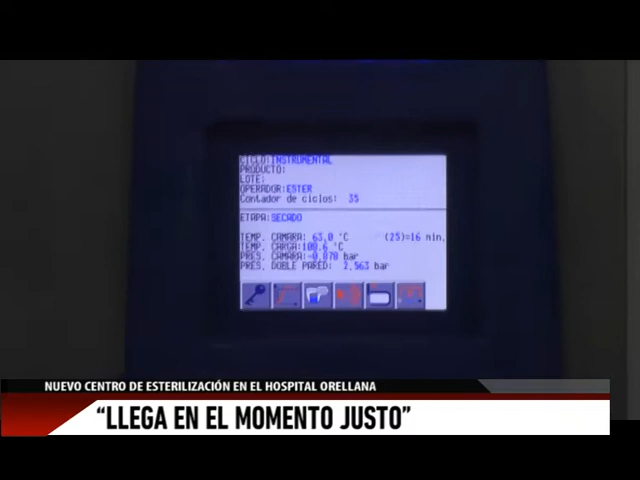 CICLO:INSTRUMENTAL
PRODUCTO:
LOTE:
OPERADOR:ESTER
Contador de ciclos: 35
ETAPA:SECADO
TEMP. CAMARA: 63,0 °C (25)=16 min,
TEMP. CARGA:108,6 °C
PRES. CAMARA:-0,878 bar
PRES. DOBLE PARED: 2,563 bar
NUEVO CENTRO DE ESTERILIZACIÓN EN EL HOSPITAL ORELLANA
“LLEGA EN EL MOMENTO JUSTO”